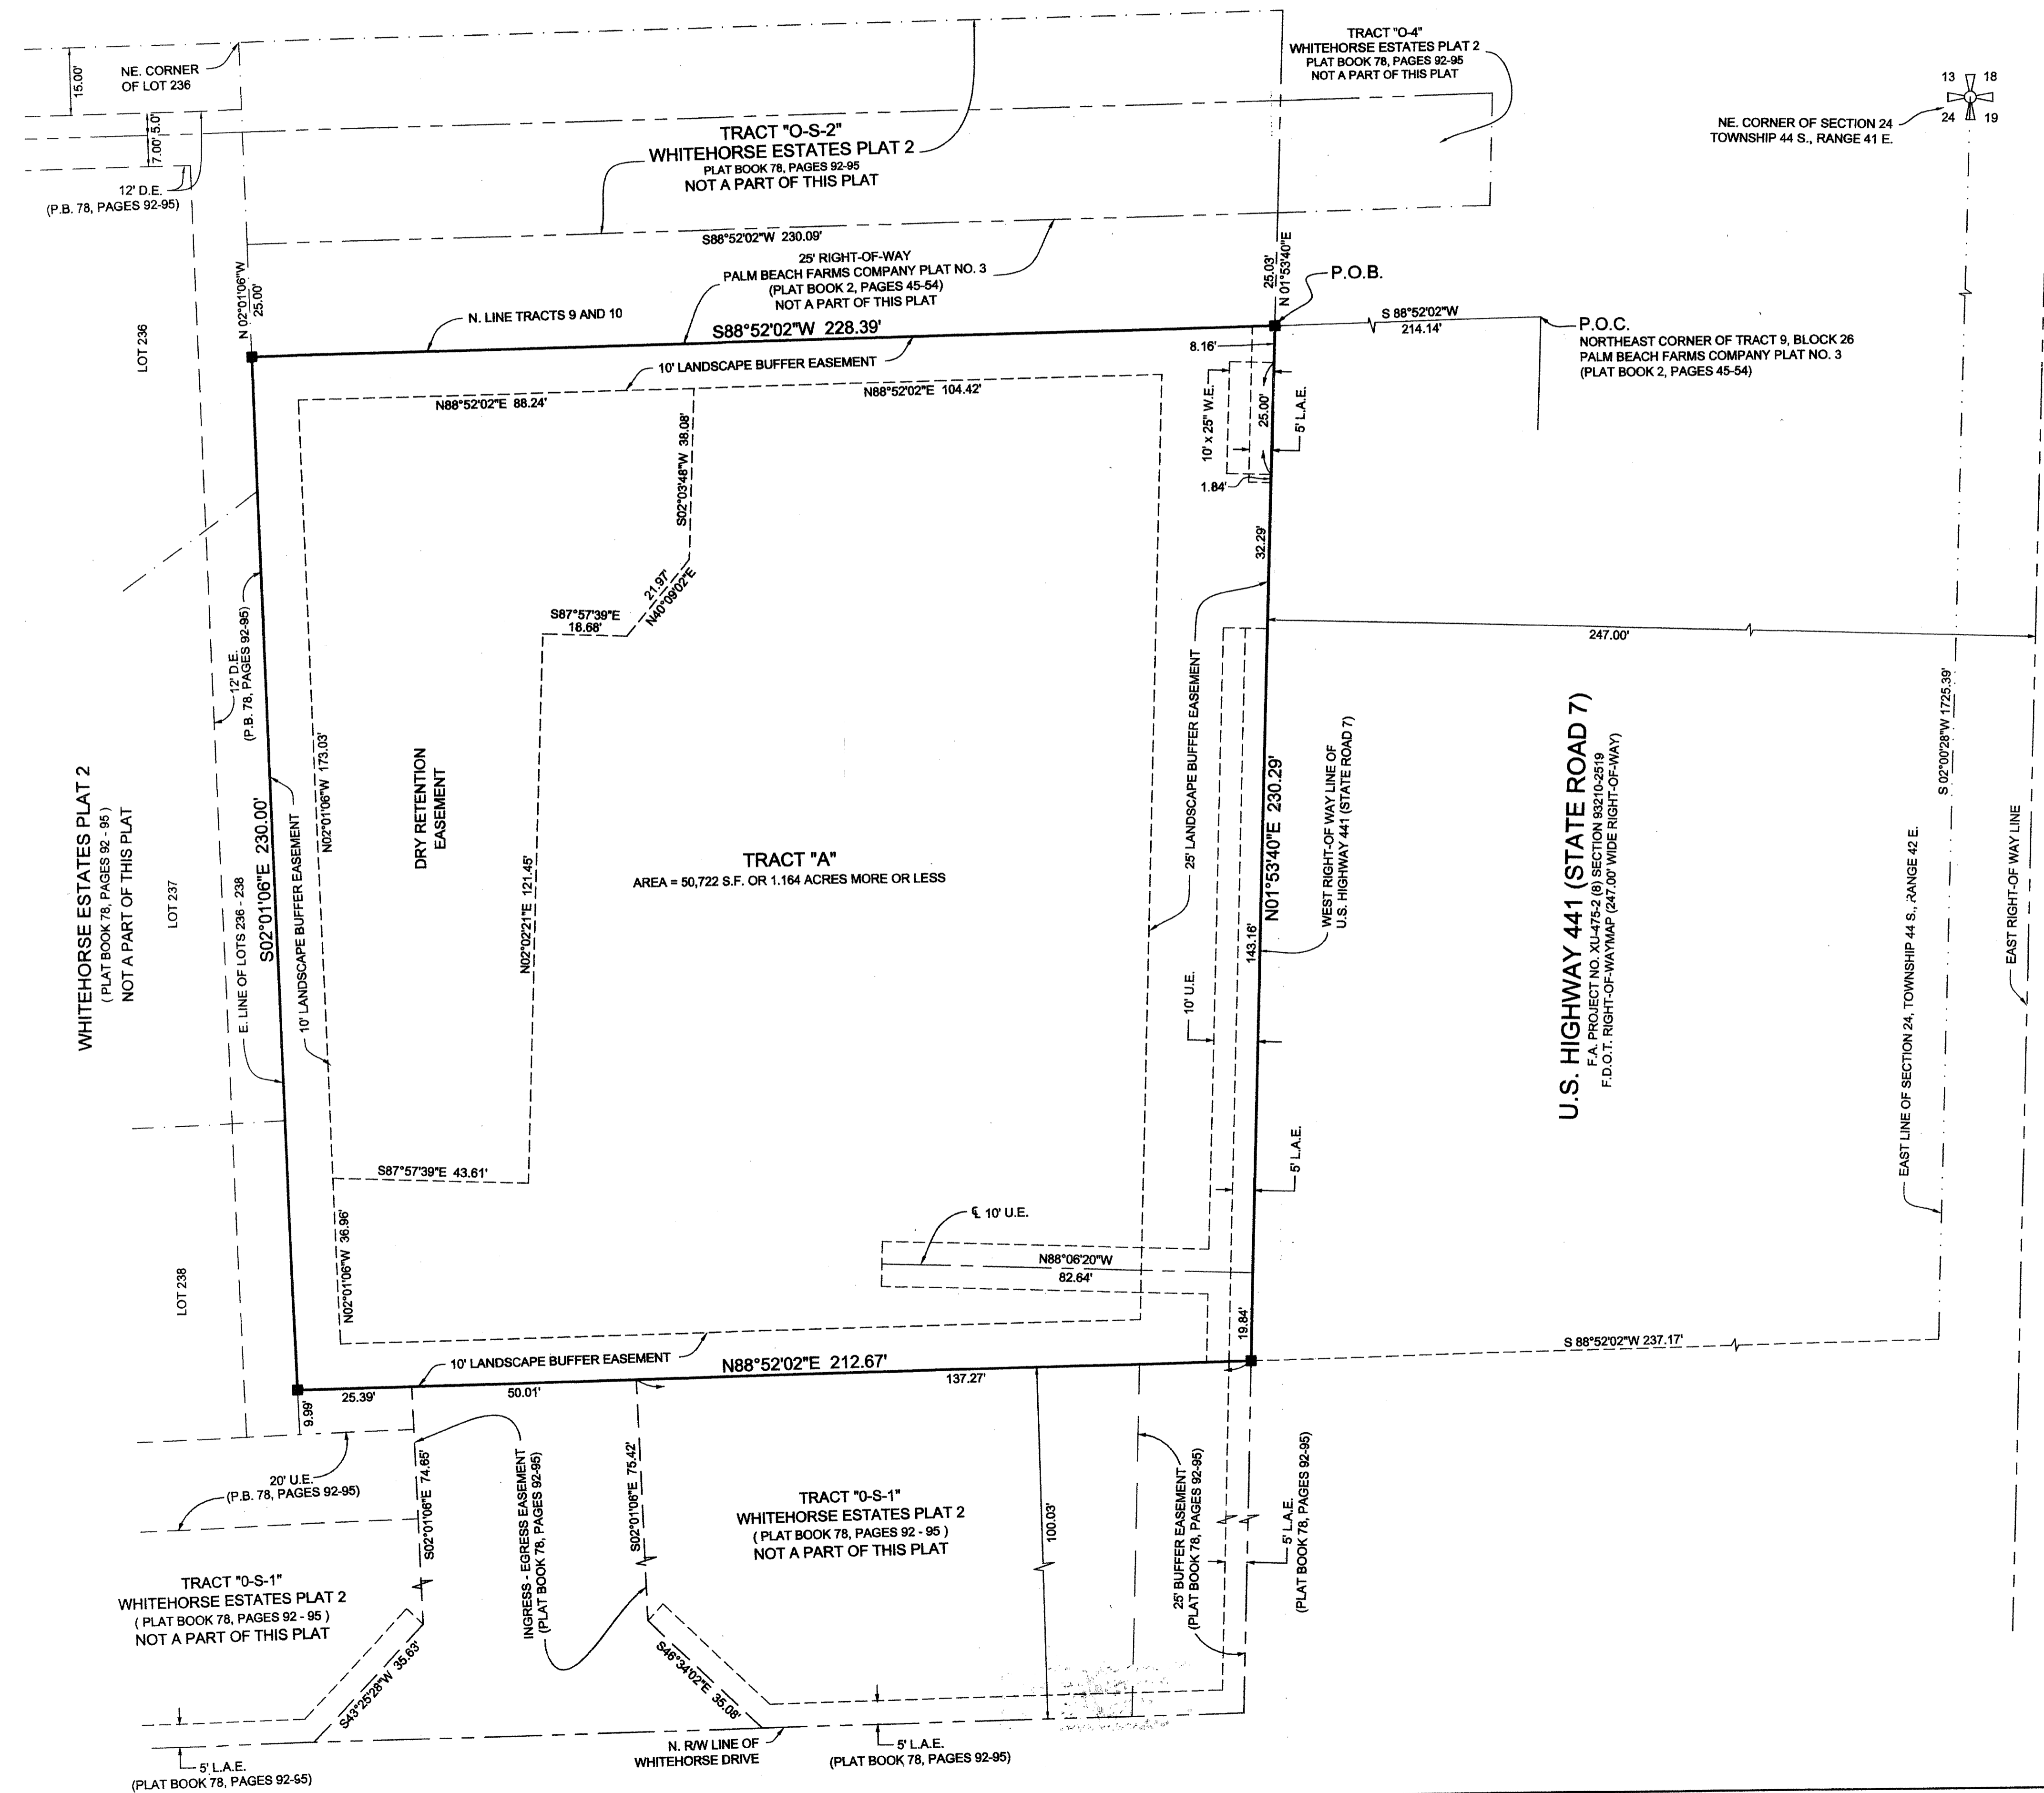 TRACT "O-4"
WHITEHORSE ESTATES PLAT 2
PLAT BOOK 78, PAGES 92-95
NOT A PART OF THIS PLAT
NE. CORNER
OF LOT 236
15.00'
7.00' 5.0'
13 18
24 19
NE. CORNER OF SECTION 24
TOWNSHIP 44 S., RANGE 41 E.
TRACT "O-S-2"
WHITEHORSE ESTATES PLAT 2
PLAT BOOK 78, PAGES 92-95
NOT A PART OF THIS PLAT
12' D.E.
(P.B. 78, PAGES 92-95)
S88°52'02"W 230.09'
25' RIGHT-OF-WAY
PALM BEACH FARMS COMPANY PLAT NO. 3
(PLAT BOOK 2, PAGES 45-54)
NOT A PART OF THIS PLAT
N 02°01'06"W
25.00'
25.03'
N 01°53'40"E
P.O.B.
N. LINE TRACTS 9 AND 10
S88°52'02"W 228.39'
S 88°52'02"W
214.14'
P.O.C.
NORTHEAST CORNER OF TRACT 9, BLOCK 26
PALM BEACH FARMS COMPANY PLAT NO. 3
(PLAT BOOK 2, PAGES 45-54)
LOT 236
10' LANDSCAPE BUFFER EASEMENT
8.16'
N88°52'02"E 88.24'
N88°52'02"E 104.42'
10' x 25" W.E.
25.00'
5' L.A.E.
S02°03'48"W 38.08'
1.84'
32.29'
21.97'
N40°09'02"E
S87°57'39"E
18.68'
12' D.E.
(P.B. 78, PAGES 92-95)
247.00'
N02°01'06"W 173.03'
DRY RETENTION
EASEMENT
25' LANDSCAPE BUFFER EASEMENT
WEST RIGHT-OF WAY LINE OF
U.S. HIGHWAY 441 (STATE ROAD 7)
U.S. HIGHWAY 441 (STATE ROAD 7)
F.A. PROJECT NO. XU-475-2 (8) SECTION 93210-2519
F.D.O.T. RIGHT-OF-WAYMAP (247.00' WIDE RIGHT-OF-WAY)
S 02°00'28"W 1725.39'
WHITEHORSE ESTATES PLAT 2
( PLAT BOOK 78, PAGES 92 - 95 )
NOT A PART OF THIS PLAT
LOT 237
E. LINE OF LOTS 236 - 238
S02°01'06"E 230.00'
10' LANDSCAPE BUFFER EASEMENT
N02°02'21"E 121.45'
TRACT "A"
AREA = 50,722 S.F. OR 1.164 ACRES MORE OR LESS
N01°53'40"E 230.29'
143.16'
10' U.E.
EAST LINE OF SECTION 24, TOWNSHIP 44 S., RANGE 42 E.
EAST RIGHT-OF WAY LINE
S87°57'39"E 43.61'
5' L.A.E.
N02°01'06"W 36.96'
LOT 238
℄ 10' U.E.
N88°06'20"W
82.64'
19.84'
S 88°52'02"W 237.17'
10' LANDSCAPE BUFFER EASEMENT
N88°52'02"E 212.67'
25.39'
50.01'
137.27'
9.99'
20' U.E.
(P.B. 78, PAGES 92-95)
S02°01'06"E 74.65'
INGRESS - EGRESS EASEMENT
(PLAT BOOK 78, PAGES 92-95)
S02°01'06"E 75.42'
TRACT "0-S-1"
WHITEHORSE ESTATES PLAT 2
( PLAT BOOK 78, PAGES 92 - 95 )
NOT A PART OF THIS PLAT
100.03'
25' BUFFER EASEMENT
(PLAT BOOK 78, PAGES 92-95)
5' L.A.E.
(PLAT BOOK 78, PAGES 92-95)
TRACT "0-S-1"
WHITEHORSE ESTATES PLAT 2
( PLAT BOOK 78, PAGES 92 - 95 )
NOT A PART OF THIS PLAT
S43°25'28"W 35.63'
S46°34'02"E 35.08'
N. R/W LINE OF
WHITEHORSE DRIVE
5' L.A.E.
(PLAT BOOK 78, PAGES 92-95)
5' L.A.E.
(PLAT BOOK 78, PAGES 92-95)